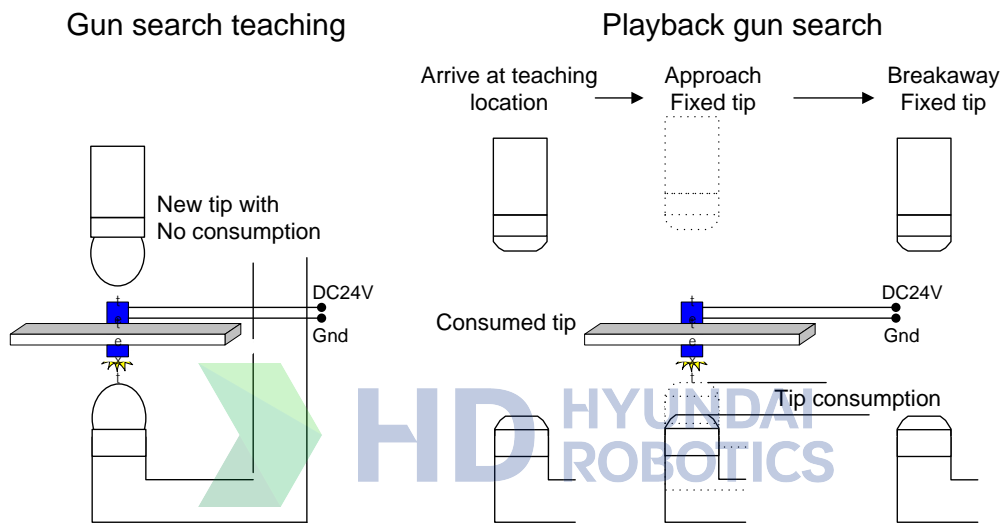 Gun search teaching
Playback gun search
Arrive at teaching
location
Approach
Fixed tip
Breakaway
Fixed tip
New tip with
No consumption
DC24V
Gnd
Consumed tip
DC24V
Gnd
Tip consumption
HD HYUNDAI
ROBOTICS